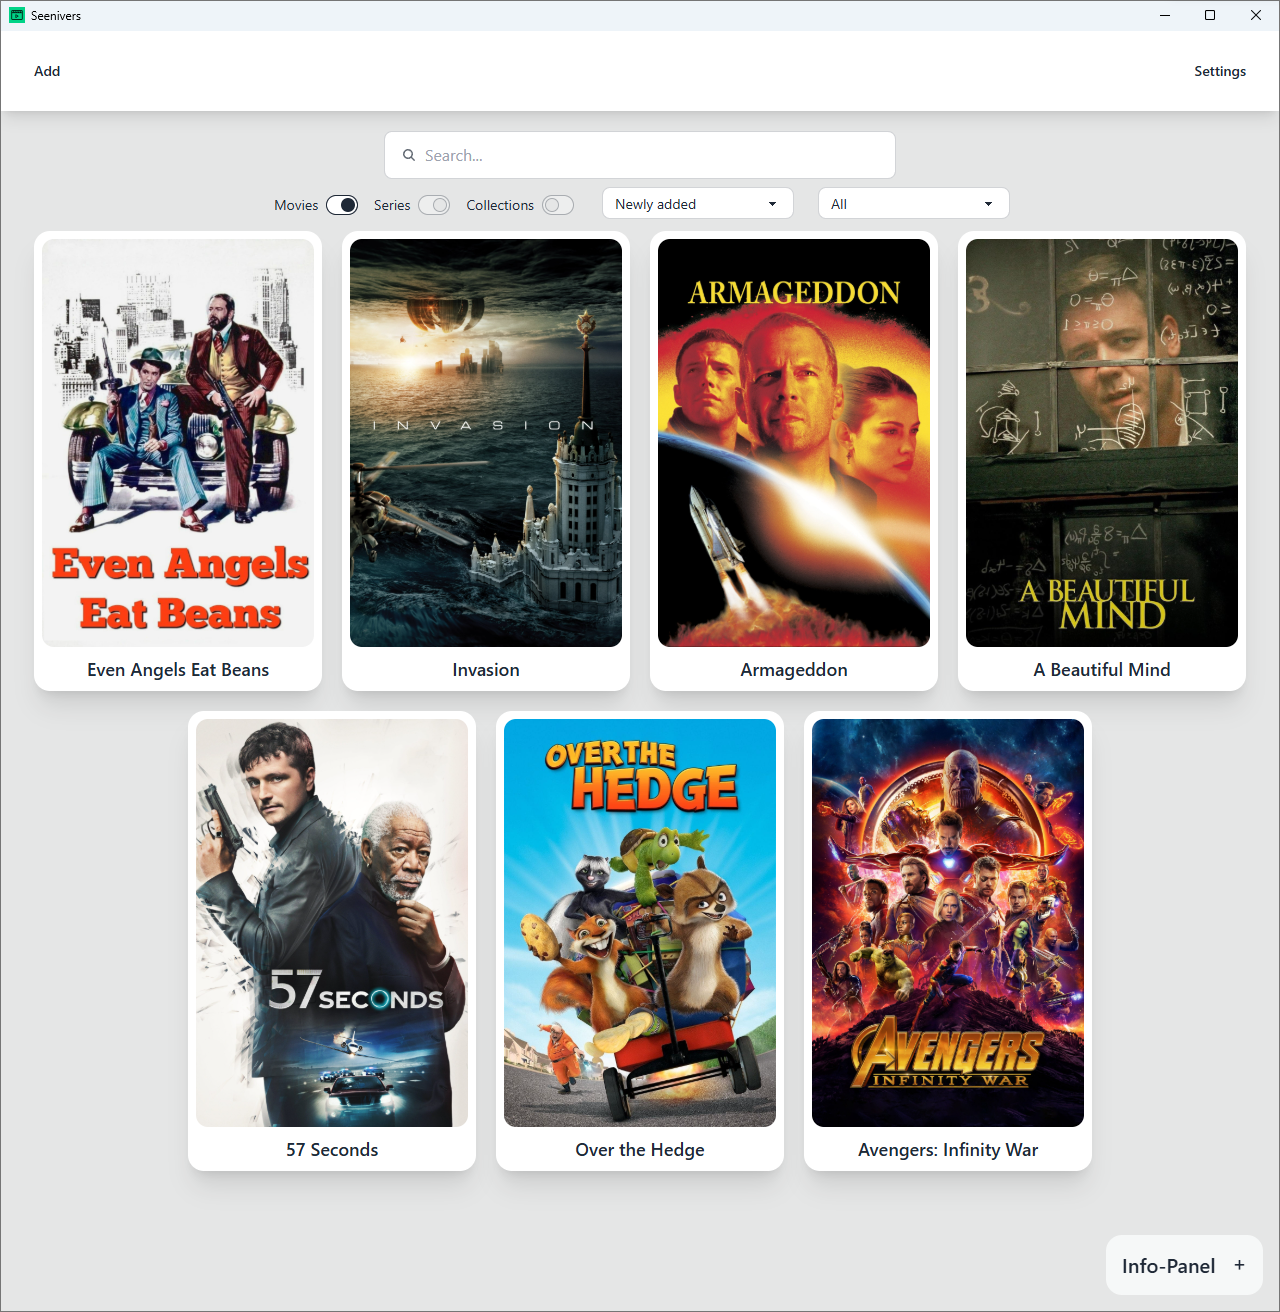 Seenivers
Add
Settings
Search...
Movies
Series
Collections
Newly added
All
Even Angels
Eat Beans
INVASION
ARMAGEDDON
A BEAUTIFUL
MIND
Even Angels Eat Beans
Invasion
Armageddon
A Beautiful Mind
57 SECONDS
OVER THE
HEDGE
AVENGERS
INFINITY WAR
57 Seconds
Over the Hedge
Avengers: Infinity War
Info-Panel +